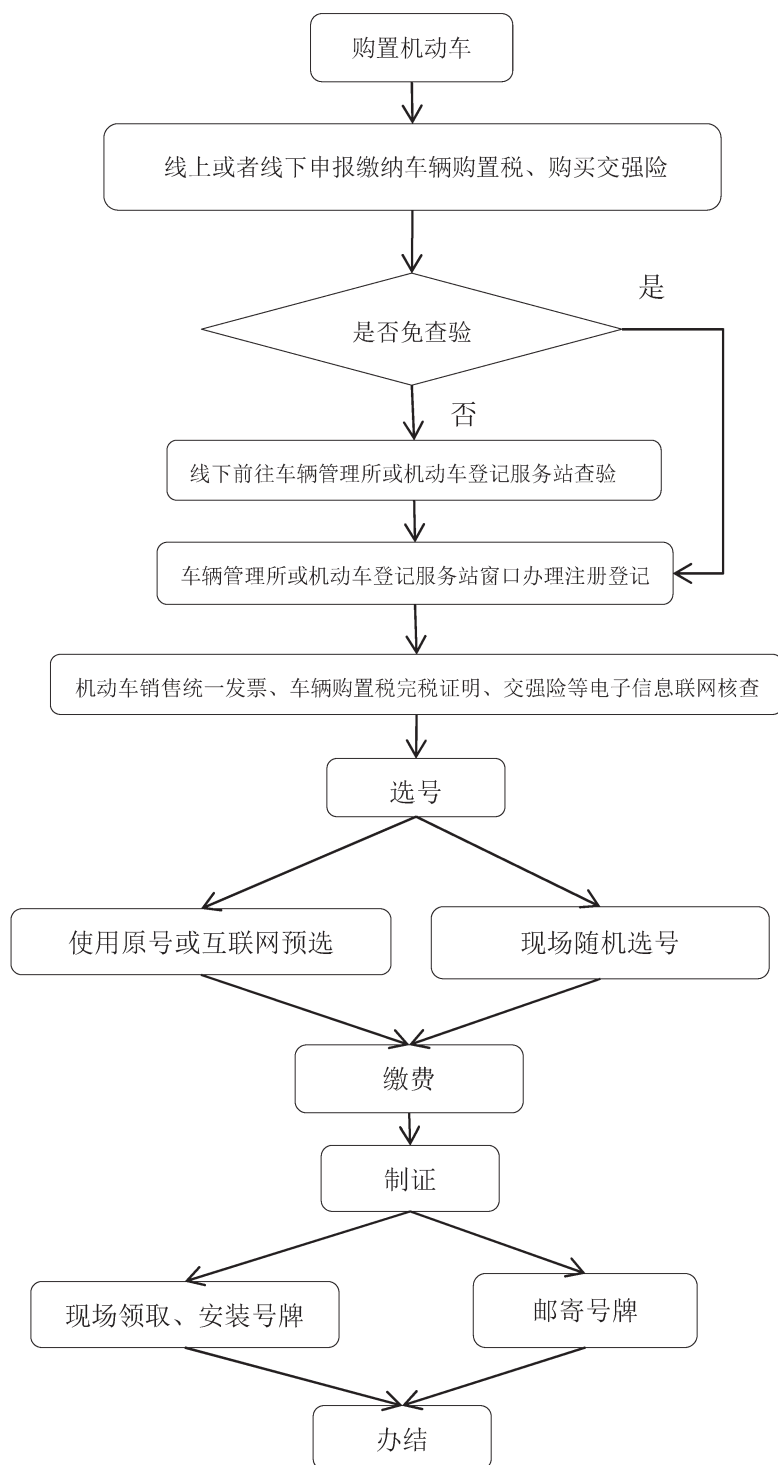 购置机动车
线上或者线下申报缴纳车辆购置税、购买交强险
是
是否免查验
否
线下前往车辆管理所或机动车登记服务站查验
车辆管理所或机动车登记服务站窗口办理注册登记
机动车销售统一发票、车辆购置税完税证明、交强险等电子信息联网核查
选号
使用原号或互联网预选
现场随机选号
缴费
制证
现场领取、安装号牌
邮寄号牌
办结